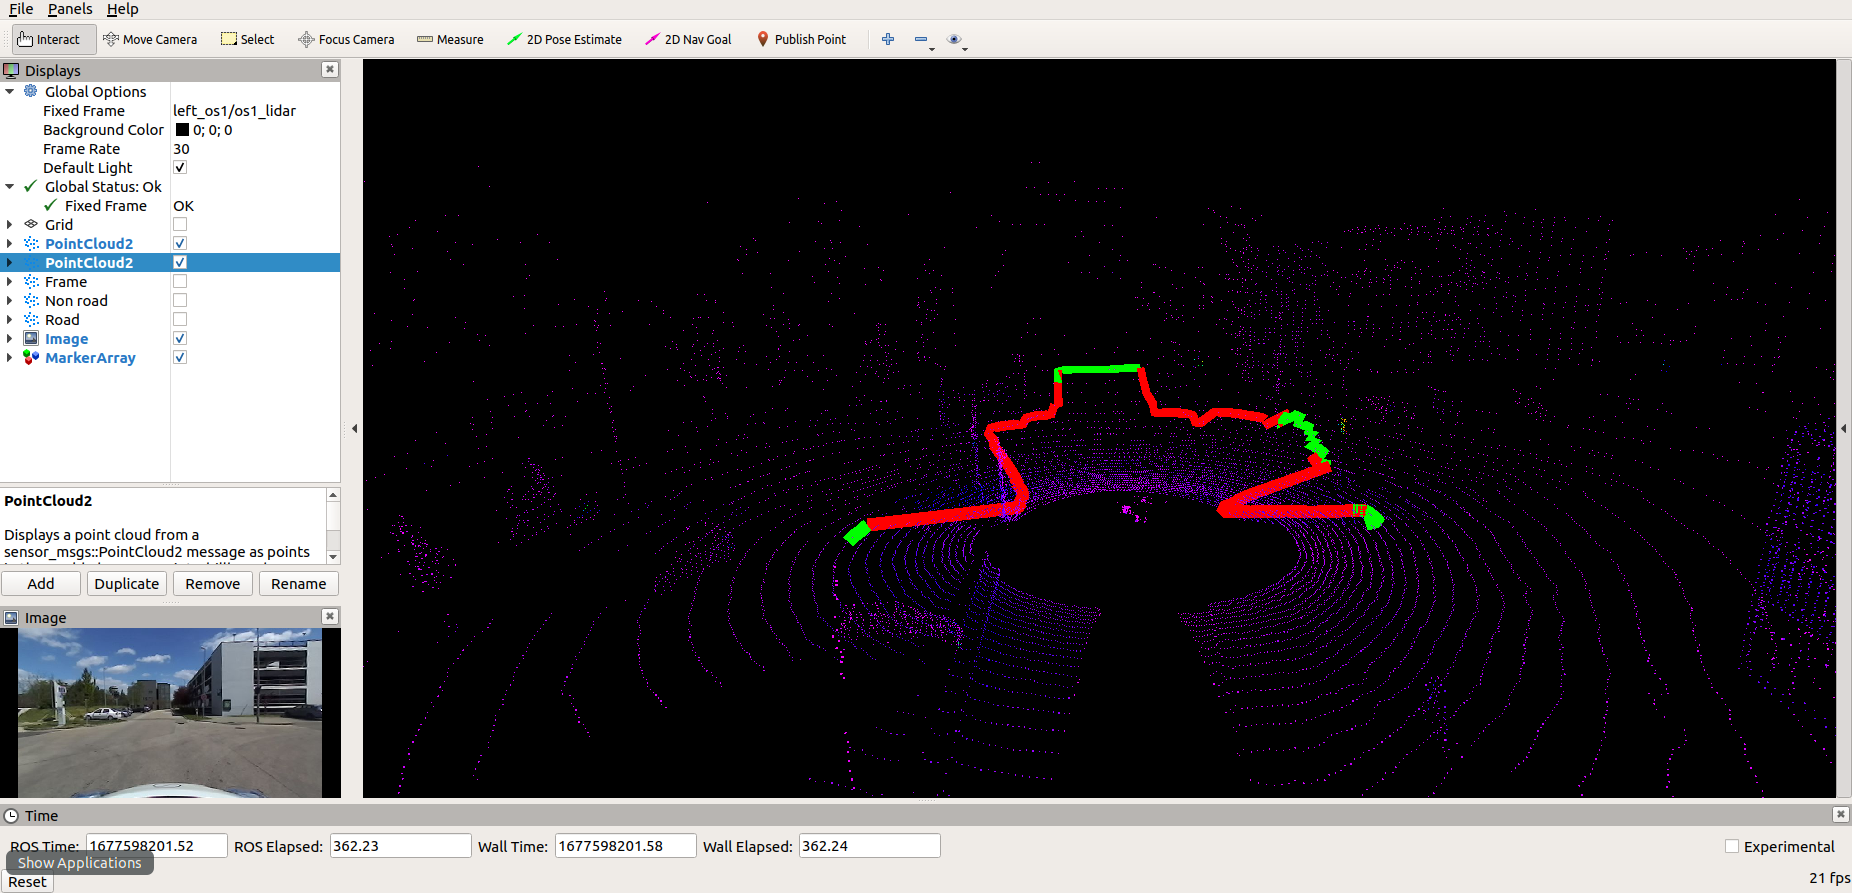 File Panels Help
Interact Move Camera Select Focus Camera Measure 2D Pose Estimate 2D Nav Goal Publish Point
Displays
Global Options
Fixed Frame left_os1/os1_lidar
Background Color 0; 0; 0
Frame Rate 30
Default Light
Global Status: Ok
Fixed Frame OK
Grid
PointCloud2
PointCloud2
Frame
Non road
Road
Image
MarkerArray
PointCloud2
Displays a point cloud from a
sensor_msgs::PointCloud2 message as points
Add Duplicate Remove Rename
Image
Time
ROS Time: 1677598201.52 ROS Elapsed: 362.23 Wall Time: 1677598201.58 Wall Elapsed: 362.24 Experimental
Show Applications
Reset 21 fps